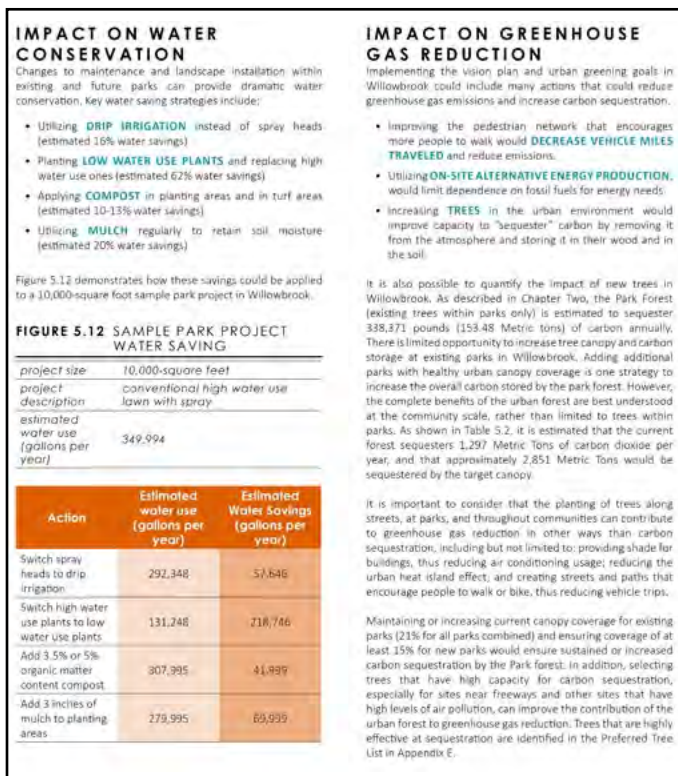 IMPACT ON WATER
CONSERVATION
Changes to maintenance and landscape installation within
existing and future parks can provide dramatic water
conservation. Key water saving strategies include:
• Utilizing DRIP IRRIGATION instead of spray heads
(estimated 16% water savings)
• Planting LOW WATER USE PLANTS and replacing high
water use ones (estimated 62% water savings)
• Applying COMPOST in planting areas and in turf areas
(estimated 10-13% water savings)
• Utilizing MULCH regularly to retain soil moisture
(estimated 20% water savings)
Figure 5.12 demonstrates how these savings could be applied
to a 10,000-square foot sample park project in Willowbrook.
FIGURE 5.12 SAMPLE PARK PROJECT
WATER SAVING
project size 10,000-square feet
project
description
conventional high water use
lawn with spray
estimated
water use
(gallons per
year)
349,994
Action
Estimated
water use
(gallons per
year)
Estimated
Water Savings
(gallons per
year)
Switch spray
heads to drip
irrigation
292,348
57,646
Switch high water
use plants to low
water use plants
131,248
218,746
Add 3.5% or 5%
organic matter
content compost
307,995
41,999
Add 3 inches of
mulch to planting
areas
279,995
69,999
IMPACT ON GREENHOUSE
GAS REDUCTION
Implementing the vision plan and urban greening goals in
Willowbrook could include many actions that could reduce
greenhouse gas emissions and increase carbon sequestration.
• Improving the pedestrian network that encourages
more people to walk would DECREASE VEHICLE MILES
TRAVELED and reduce emissions.
• Utilizing ON-SITE ALTERNATIVE ENERGY PRODUCTION,
would limit dependence on fossil fuels for energy needs
• Increasing TREES in the urban environment would
improve capacity to "sequester" carbon by removing it
from the atmosphere and storing it in their wood and in
the soil.
It is also possible to quantify the impact of new trees in
Willowbrook. As described in Chapter Two, the Park Forest
(existing trees within parks only) is estimated to sequester
338,371 pounds (153.48 Metric tons) of carbon annually.
There is limited opportunity to increase tree canopy and carbon
storage at existing parks in Willowbrook. Adding additional
parks with healthy urban canopy coverage is one strategy to
increase the overall carbon stored by the park forest. However,
the complete benefits of the urban forest are best understood
at the community scale, rather than limited to trees within
parks. As shown in Table 5.2, it is estimated that the current
forest sequesters 1,297 Metric Tons of carbon dioxide per
year, and that approximately 2,851 Metric Tons would be
sequestered by the target canopy.
It is important to consider that the planting of trees along
streets, at parks, and throughout communities can contribute
to greenhouse gas reduction in other ways than carbon
sequestration, including but not limited to: providing shade for
buildings, thus reducing air conditioning usage; reducing the
urban heat island effect; and creating streets and paths that
encourage people to walk or bike, thus reducing vehicle trips.
Maintaining or increasing current canopy coverage for existing
parks (21% for all parks combined) and ensuring coverage of at
least 15% for new parks would ensure sustained or increased
carbon sequestration by the Park forest. In addition, selecting
trees that have high capacity for carbon sequestration,
especially for sites near freeways and other sites that have
high levels of air pollution, can improve the contribution of the
urban forest to greenhouse gas reduction. Trees that are highly
effective at sequestration are identified in the Preferred Tree
List in Appendix E.